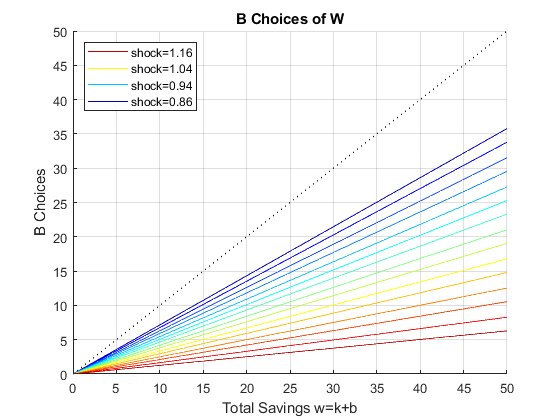 B Choices of W
50
45
40
35
30
25
20
15
10
5
0
B Choices
shock=1.16
shock=1.04
shock=0.94
shock=0.86
0 5 10 15 20 25 30 35 40 45 50
Total Savings w=k+b